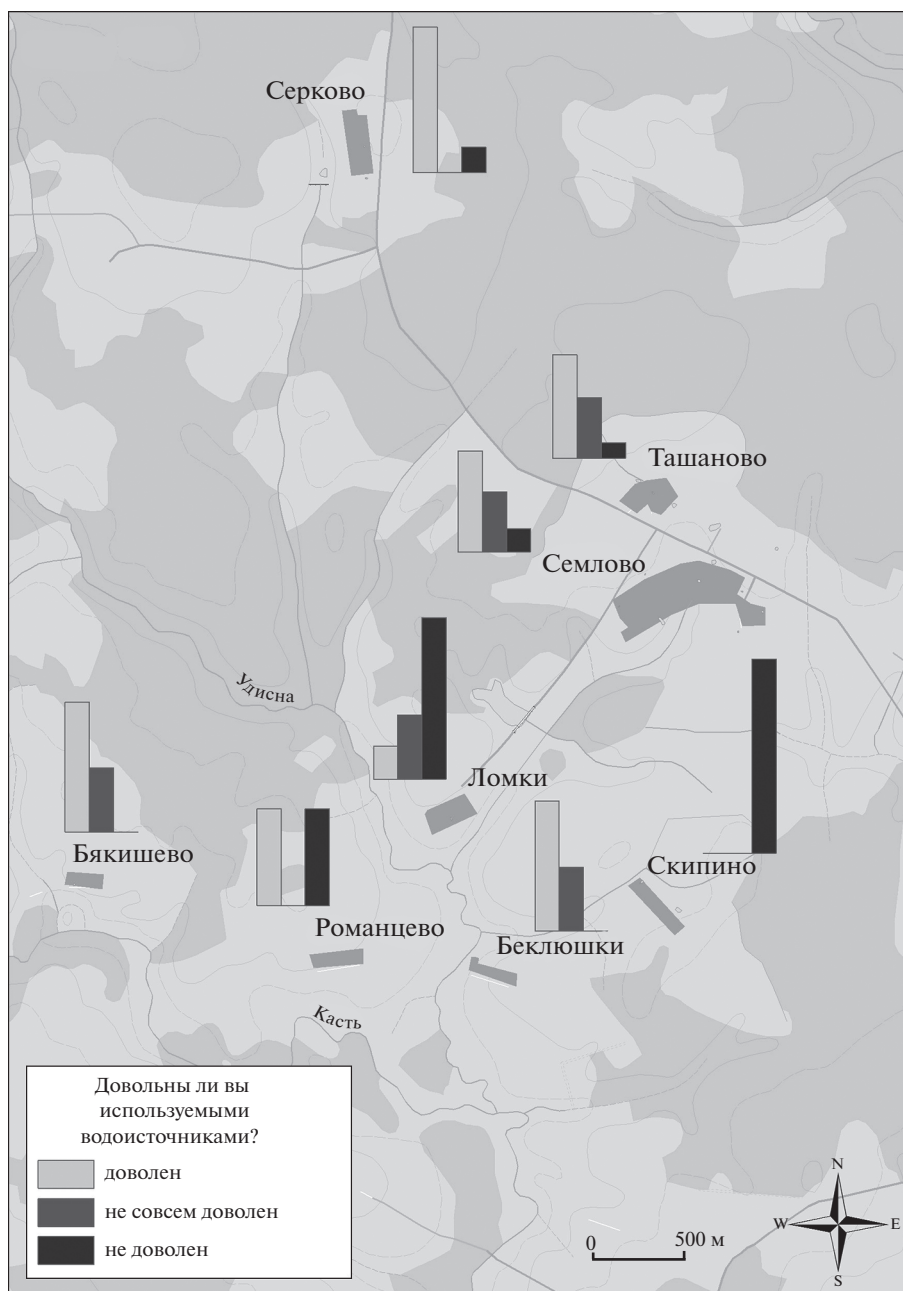 Серково
Ташаново
Семлово
Удисна
Ломки
Бякишево
Скипино
Романцево
Беклюшки
Касть
Довольны ли вы
используемыми
водоисточниками?
доволен
не совсем доволен
не доволен
0 500 м
N
W E
S